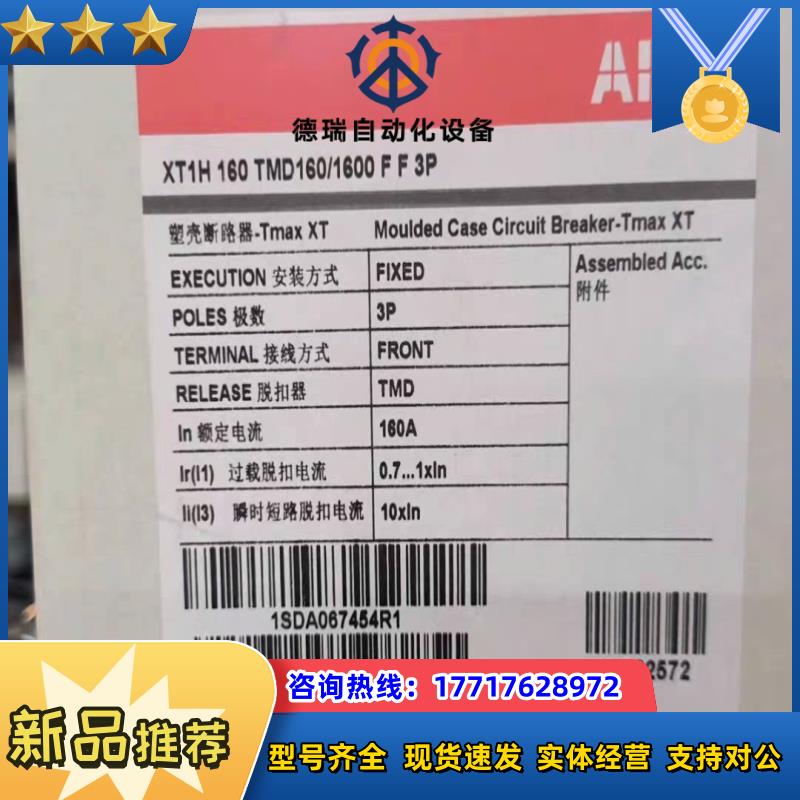 德瑞自动化设备
XT1H 160 TMD160/1600 F F 3P
塑壳断路器-Tmax XT Moulded Case Circuit Breaker-Tmax XT
EXECUTION 安装方式 FIXED Assembled Acc.
附件
POLES 极数 3P
TERMINAL 接线方式 FRONT
RELEASE 脱扣器 TMD
In 额定电流 160A
Ir(I1) 过载脱扣电流 0.7...1xIn
Ii(I3) 瞬时短路脱扣电流 10xIn
1SDA067454R1
2572
咨询热线：17717628972
新品推荐
型号齐全 现货速发 实体经营 支持对公